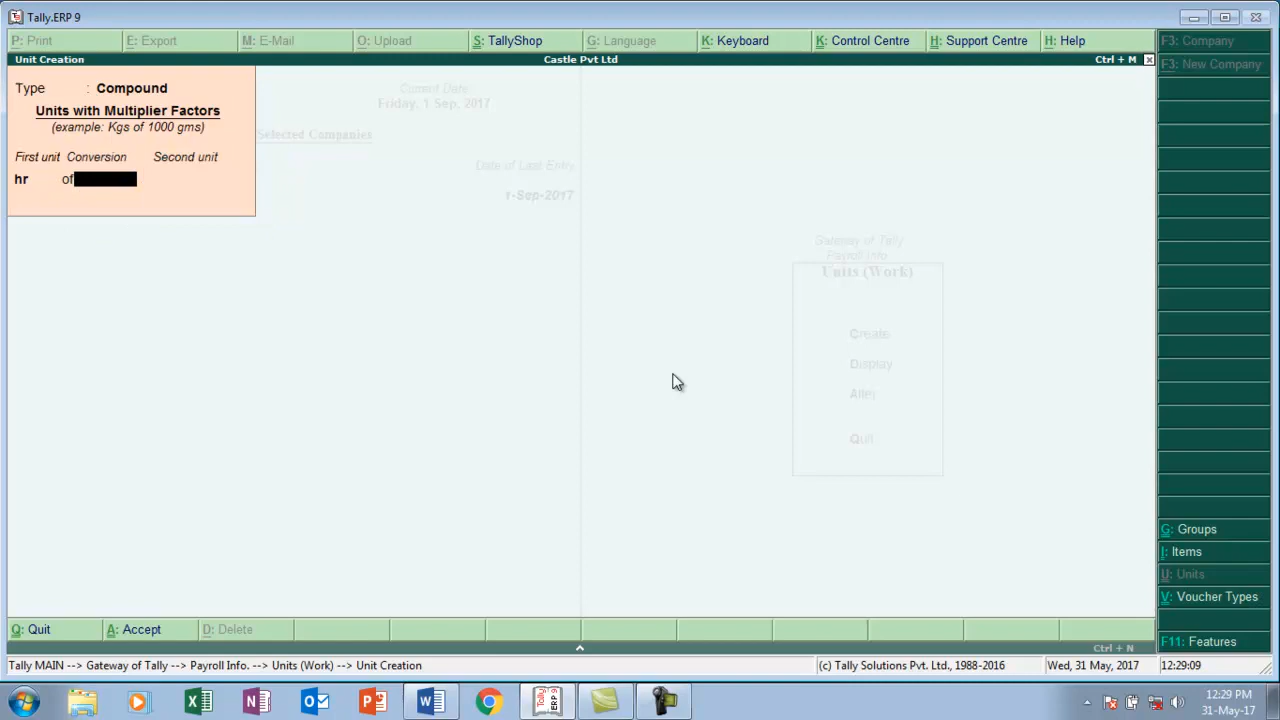 Tally.ERP 9
P: Print E: Export M: E-Mail O: Upload S: TallyShop G: Language K: Keyboard K: Control Centre H: Support Centre H: Help F3: Company
Unit Creation Castle Pvt Ltd Ctrl + M
F3: New Company
Type : Compound
Units with Multiplier Factors
(example: Kgs of 1000 gms)
First unit Conversion Second unit
hr of
Current Date
Friday, 1 Sep, 2017
Selected Companies
Date of Last Entry
1-Sep-2017
Gateway of Tally
Payroll Info
Units (Work)
Create
Display
Alter
Quit
G: Groups
I: Items
U: Units
V: Voucher Types
F11: Features
Q: Quit A: Accept D: Delete
Ctrl + N
Tally MAIN --> Gateway of Tally --> Payroll Info. --> Units (Work) --> Unit Creation (c) Tally Solutions Pvt. Ltd., 1988-2016 Wed, 31 May, 2017 12:29:09
12:29 PM
31-May-17